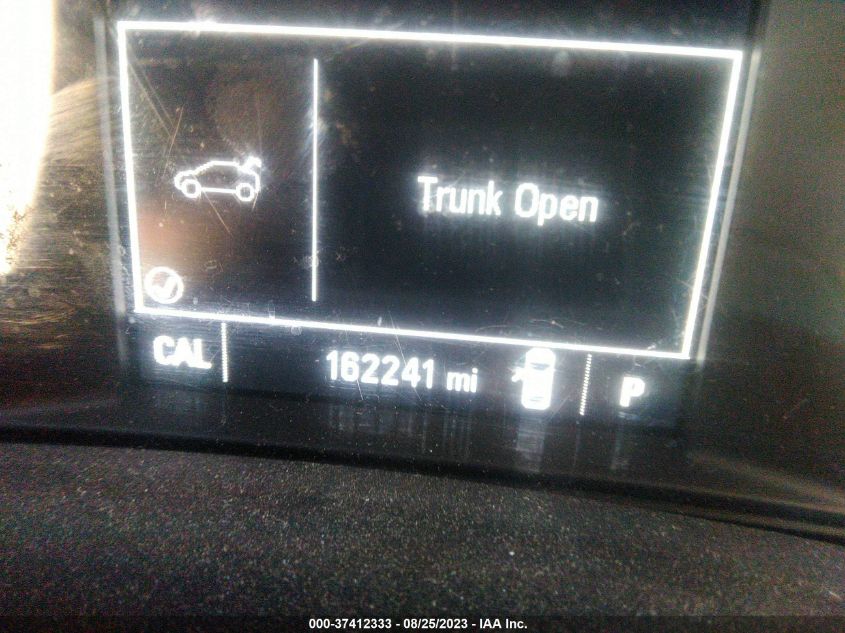 Trunk Open
CAL 162241 mi P
000-37412333 - 08/25/2023 - IAA Inc.